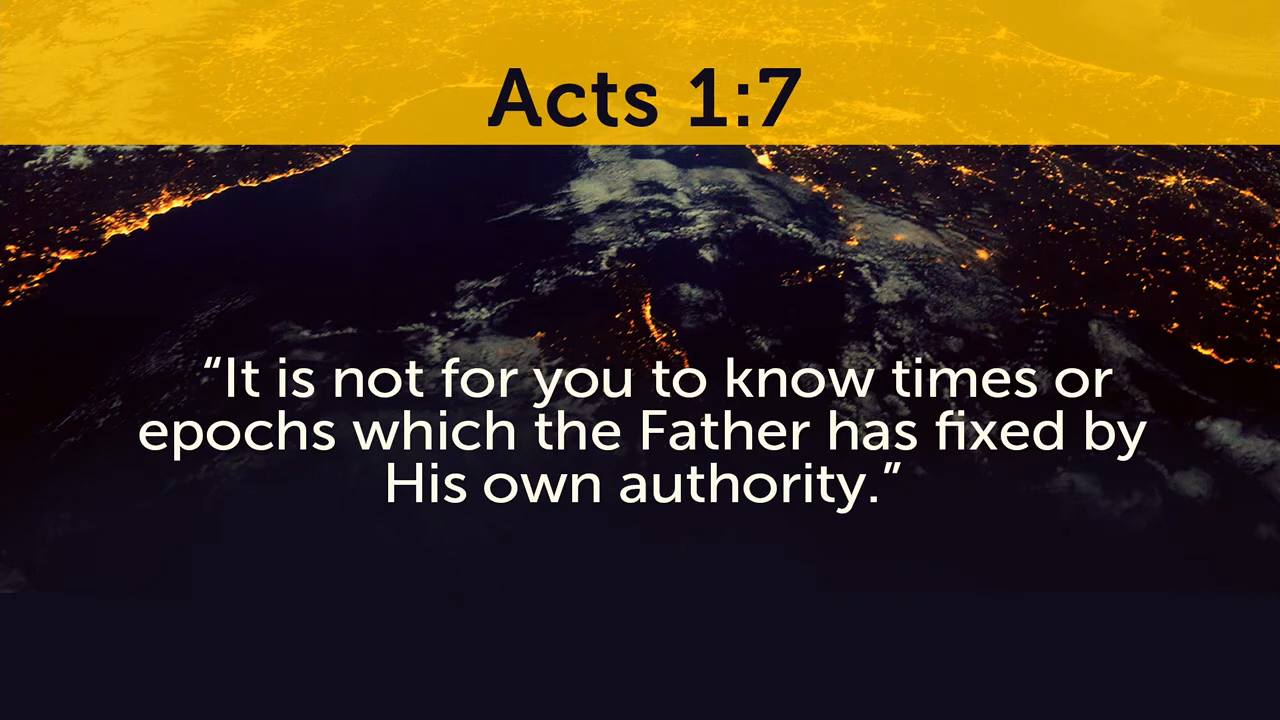 Acts 1:7
“It is not for you to know times or
epochs which the Father has fixed by
His own authority.”